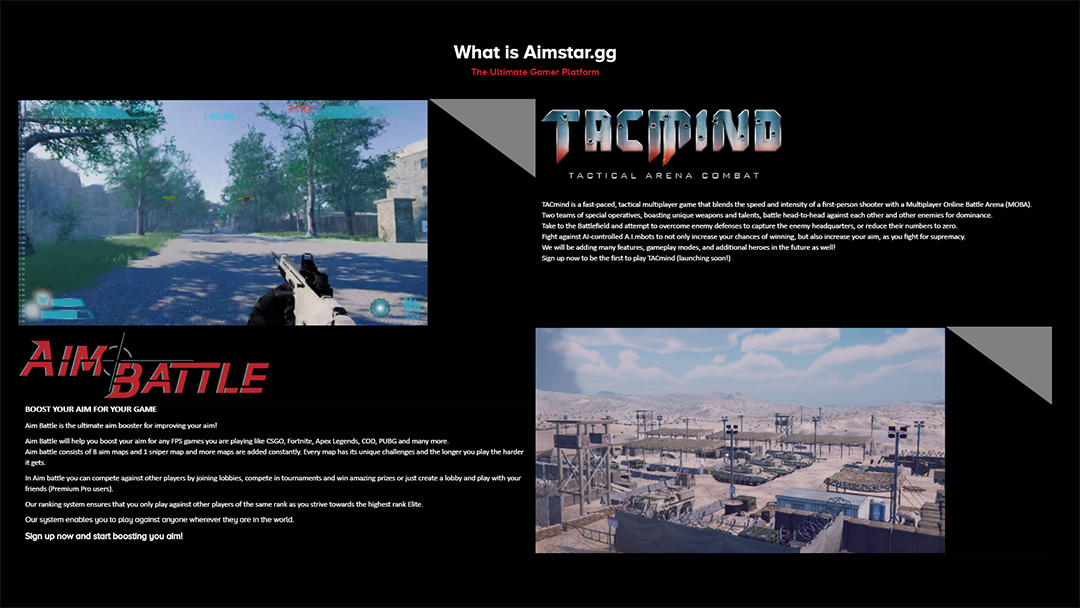 What is Aimstar.gg
The Ultimate Gamer Platform
TACMIND
TACTICAL ARENA COMBAT
TACmind is a fast-paced, tactical multiplayer game that blends the speed and intensity of a first-person shooter with a Multiplayer Online Battle Arena (MOBA).
Two teams of special operatives, boasting unique weapons and talents, battle head-to-head against each other and other enemies for dominance.
Take to the Battlefield and attempt to overcome enemy defenses to capture the enemy headquarters, or reduce their numbers to zero.
Fight against AI-controlled A.I.mbots to not only increase your chances of winning, but also increase your aim, as you fight for supremacy.
We will be adding many features, gameplay modes, and additional heroes in the future as well!
Sign up now to be the first to play TACmind (launching soon!)
AIM
BATTLE
BOOST YOUR AIM FOR YOUR GAME
Aim Battle is the ultimate aim booster for improving your aim!
Aim Battle will help you boost your aim for any FPS games you are playing like CSGO, Fortnite, Apex Legends, COD, PUBG and many more.
Aim battle consists of 8 aim maps and 1 sniper map and more maps are added constantly. Every map has its unique challenges and the longer you play the harder
it gets.
In Aim battle you can compete against other players by joining lobbies, compete in tournaments and win amazing prizes or just create a lobby and play with your
friends (Premium Pro users).
Our ranking system ensures that you only play against other players of the same rank as you strive towards the highest rank Elite.
Our system enables you to play against anyone wherever they are in the world.
Sign up now and start boosting you aim!